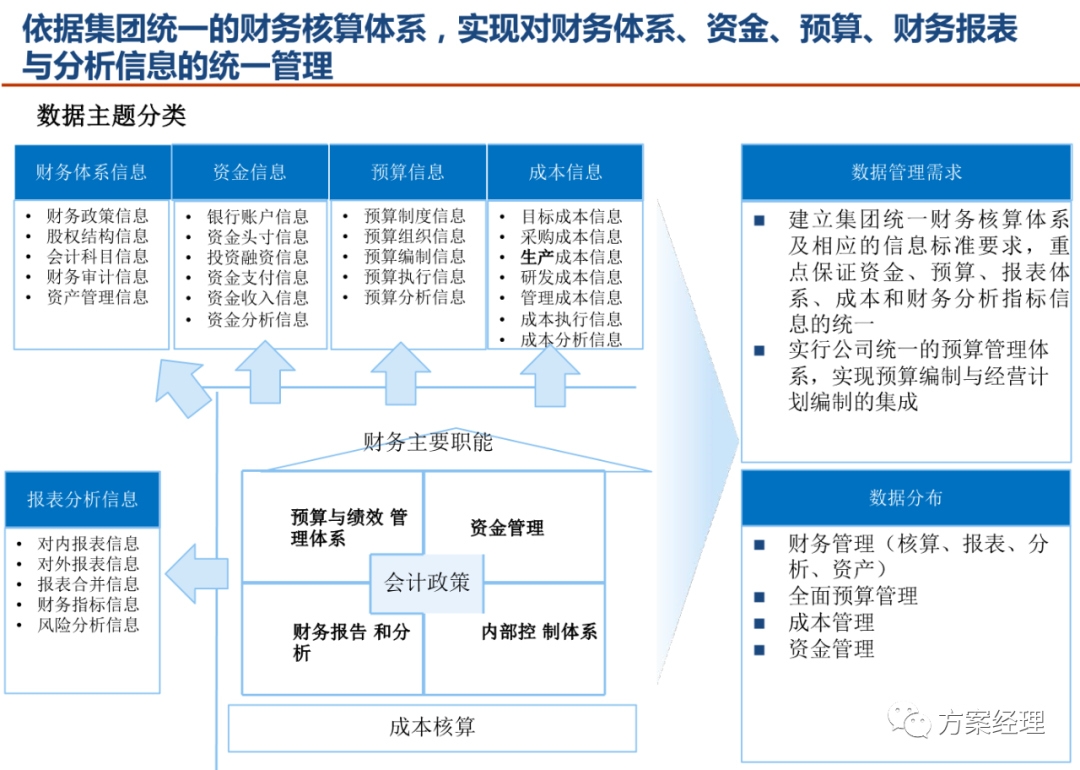 依据集团统一的财务核算体系，实现对财务体系、资金、预算、财务报表
与分析信息的统一管理
数据主题分类
财务体系信息
• 财务政策信息
• 股权结构信息
• 会计科目信息
• 财务审计信息
• 资产管理信息
资金信息
• 银行账户信息
• 资金头寸信息
• 投资融资信息
• 资金支付信息
• 资金收入信息
• 资金分析信息
预算信息
• 预算制度信息
• 预算组织信息
• 预算编制信息
• 预算执行信息
• 预算分析信息
成本信息
• 目标成本信息
• 采购成本信息
• 生产成本信息
• 研发成本信息
• 管理成本信息
• 成本执行信息
• 成本分析信息
报表分析信息
• 对内报表信息
• 对外报表信息
• 报表合并信息
• 财务指标信息
• 风险分析信息
财务主要职能
预算与绩效 管
理体系
资金管理
会计政策
财务报告 和分
析
内部控 制体系
成本核算
数据管理需求
■ 建立集团统一财务核算体系
及相应的信息标准要求，重
点保证资金、预算、报表体
系、成本和财务分析指标信
息的统一
■ 实行公司统一的预算管理体
系，实现预算编制与经营计
划编制的集成
数据分布
■ 财务管理（核算、报表、分
析、资产）
■ 全面预算管理
■ 成本管理
■ 资金管理
方案经理